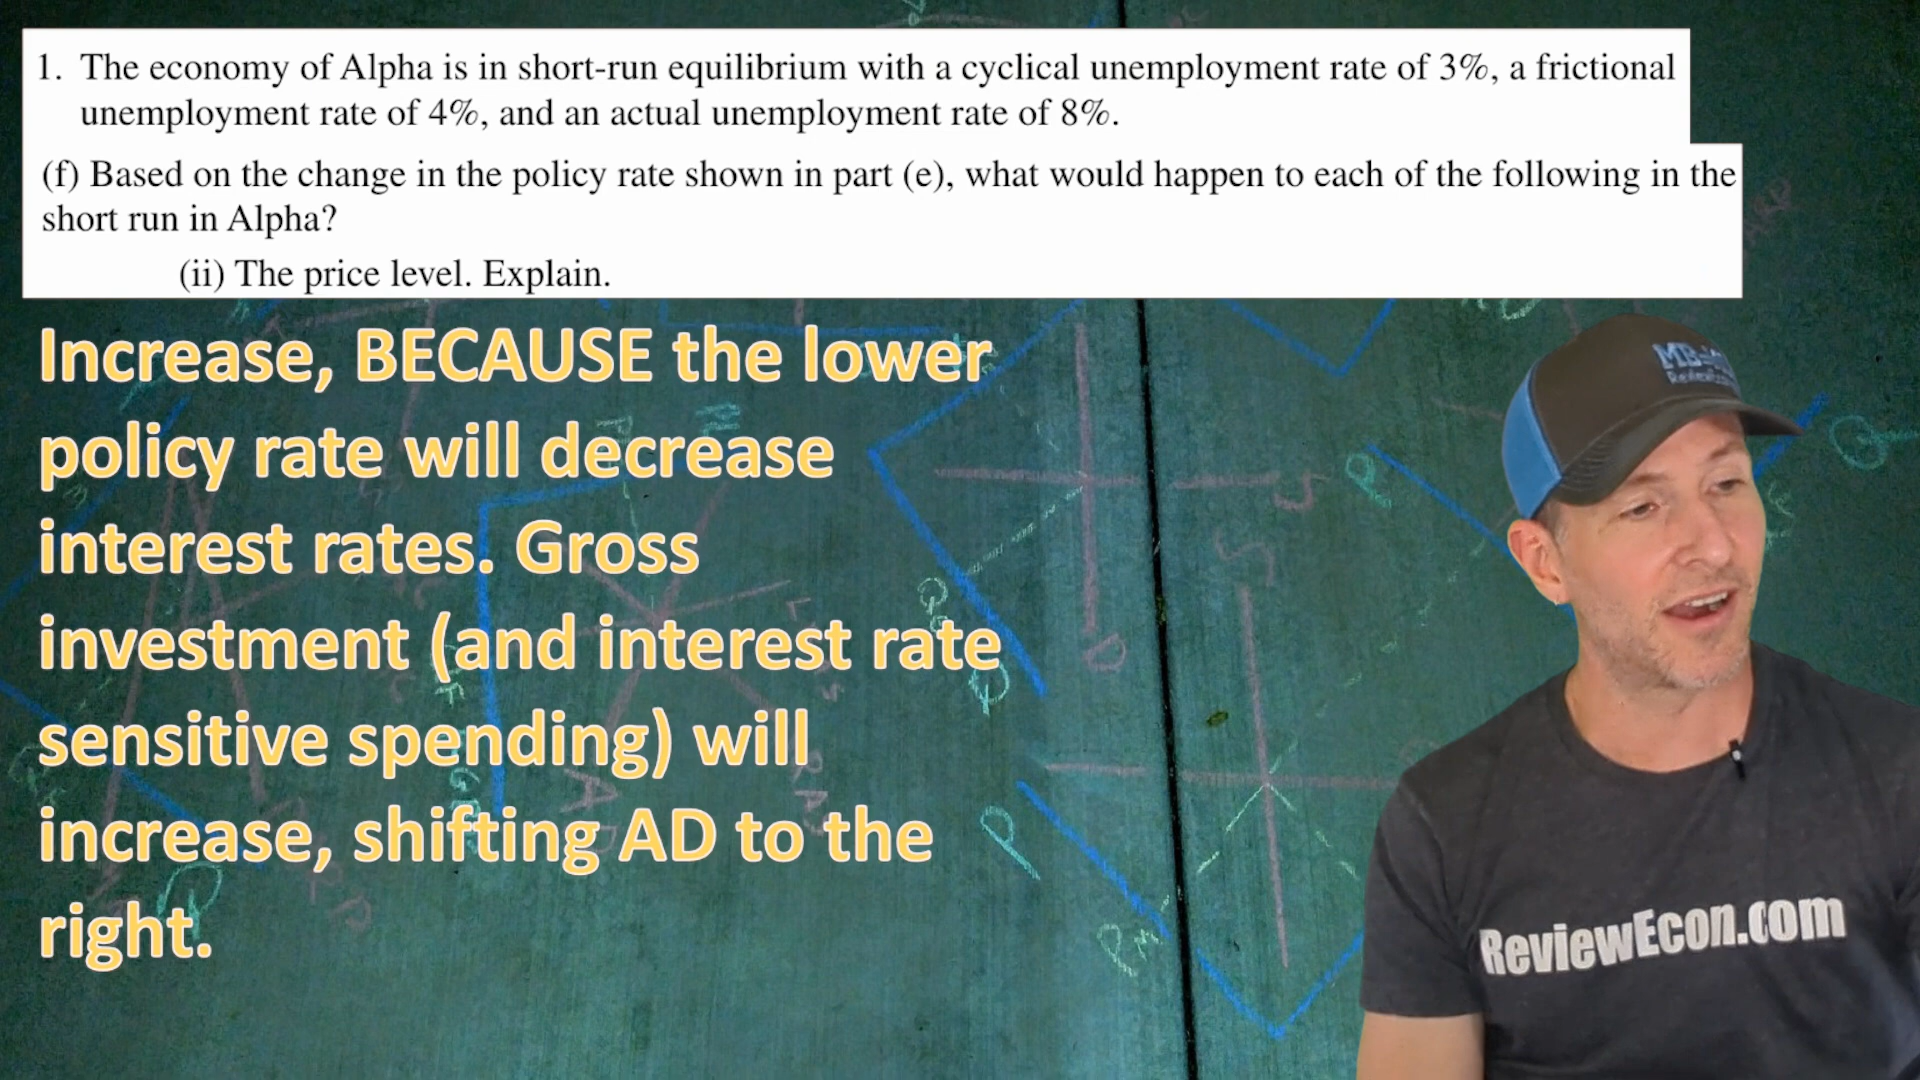 1. The economy of Alpha is in short-run equilibrium with a cyclical unemployment rate of 3%, a frictional
unemployment rate of 4%, and an actual unemployment rate of 8%.
(f) Based on the change in the policy rate shown in part (e), what would happen to each of the following in the
short run in Alpha?
(ii) The price level. Explain.
Increase, BECAUSE the lower
policy rate will decrease
interest rates. Gross
investment (and interest rate
sensitive spending) will
increase, shifting AD to the
right.
ReviewEcon.com